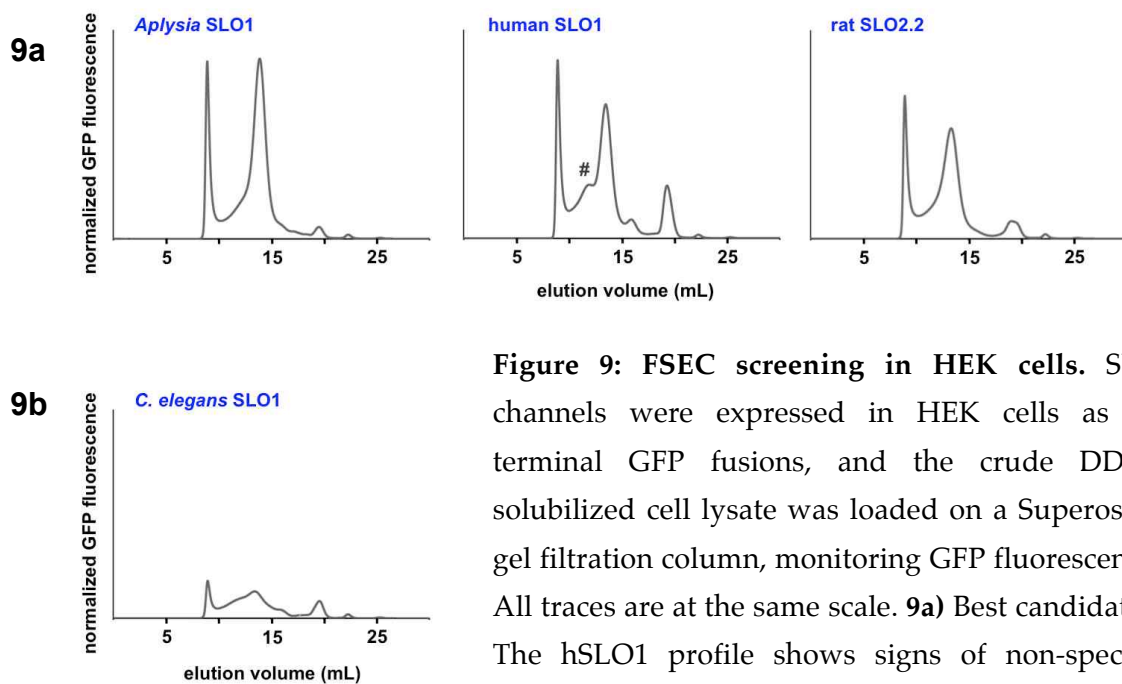 9a
Aplysia SLO1
human SLO1
rat SLO2.2
normalized GFP fluorescence
#
5 15 25
5 15 25
5 15 25
elution volume (mL)
9b
C. elegans SLO1
normalized GFP fluorescence
5 15 25
elution volume (mL)
Figure 9: FSEC screening in HEK cells.
channels were expressed in HEK cells as
terminal GFP fusions, and the crude
solubilized cell lysate was loaded on a
gel filtration column, monitoring GFP
All traces are at the same scale. 9a) Best
The hSLO1 profile shows signs of